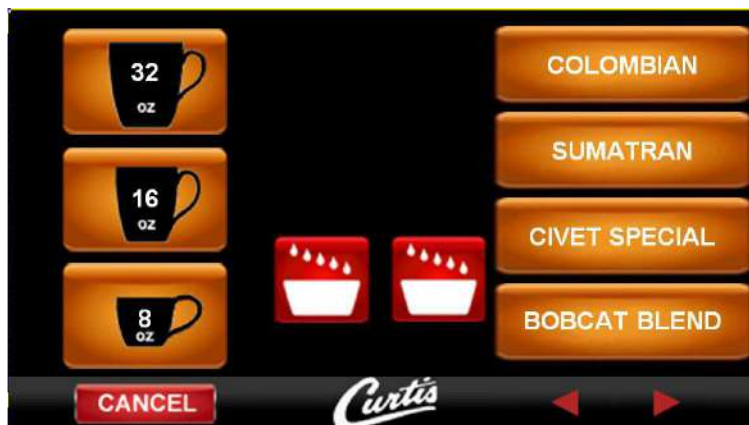 32
oz
16
oz
8
oz
COLOMBIAN
SUMATRAN
CIVET SPECIAL
BOBCAT BLEND
CANCEL
Curtis